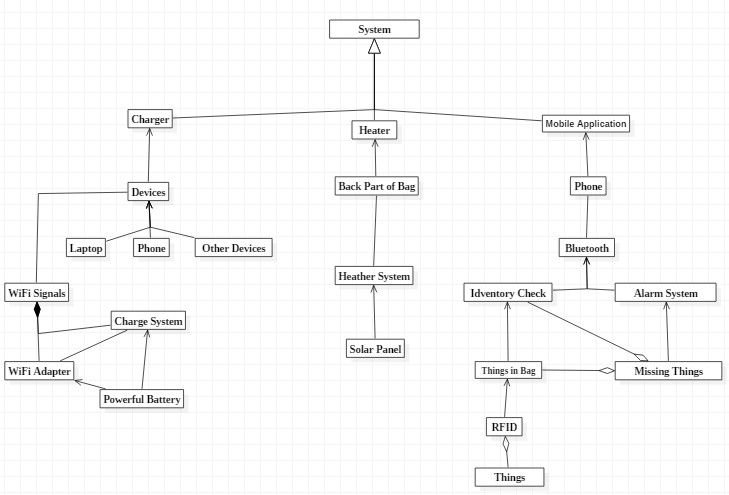 System
Charger
Heater
Mobile Application
Devices
Back Part of Bag
Phone
Laptop
Phone
Other Devices
Bluetooth
Heather System
WiFi Signals
Idventory Check
Alarm System
Charge System
Solar Panel
WiFi Adapter
Things in Bag
Missing Things
Powerful Battery
RFID
Things